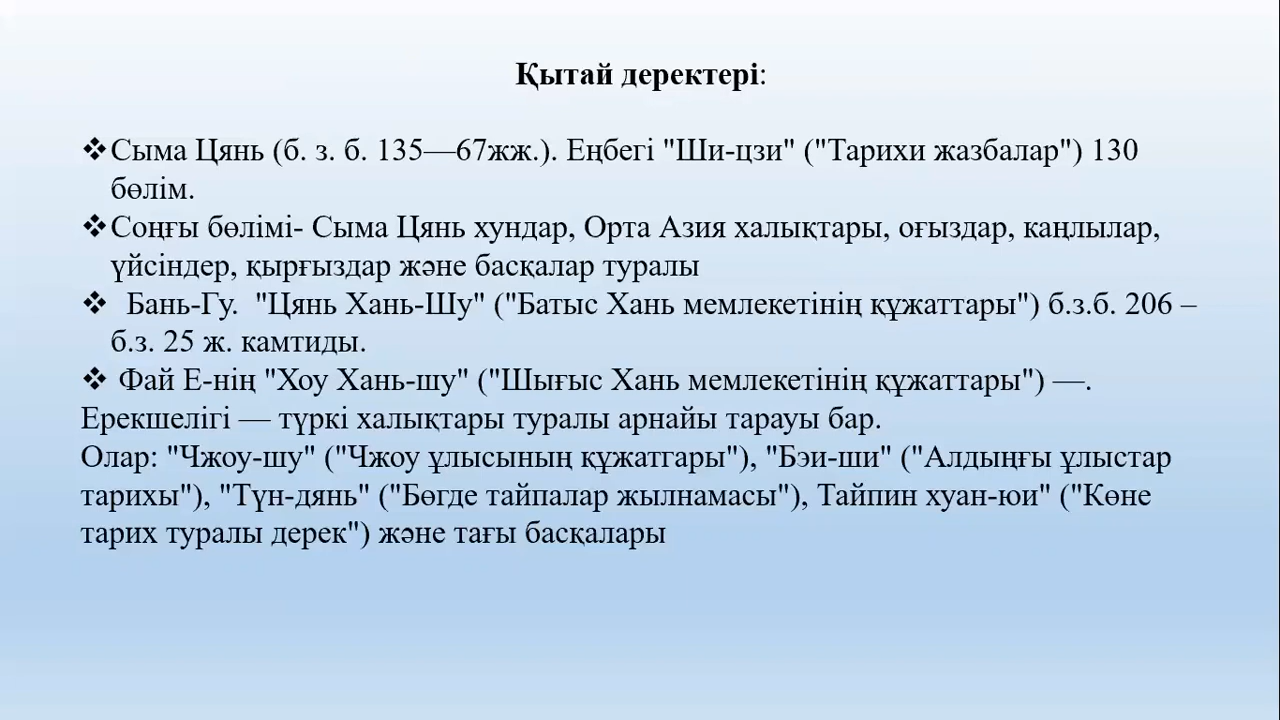 Қытай деректері:
❖Сыма Цянь (б. з. б. 135—67жж.). Еңбегі "Ши-цзи" ("Тарихи жазбалар") 130
бөлім.
❖Соңғы бөлімі- Сыма Цянь хундар, Орта Азия халықтары, оғыздар, каңлылар,
үйсіндер, қырғыздар және басқалар туралы
❖ Бань-Гу. "Цянь Хань-Шу" ("Батыс Хань мемлекетінің құжаттары") б.з.б. 206 –
б.з. 25 ж. камтиды.
❖ Фай Е-нің "Хоу Хань-шу" ("Шығыс Хань мемлекетінің құжаттары") —.
Ерекшелігі — түркі халықтары туралы арнайы тарауы бар.
Олар: "Чжоу-шу" ("Чжоу ұлысының құжатгары"), "Бэи-ши" ("Алдыңғы ұлыстар
тарихы"), "Түн-дянь" ("Бөгде тайпалар жылнамасы"), Тайпин хуан-юи" ("Көне
тарих туралы дерек") және тағы басқалары